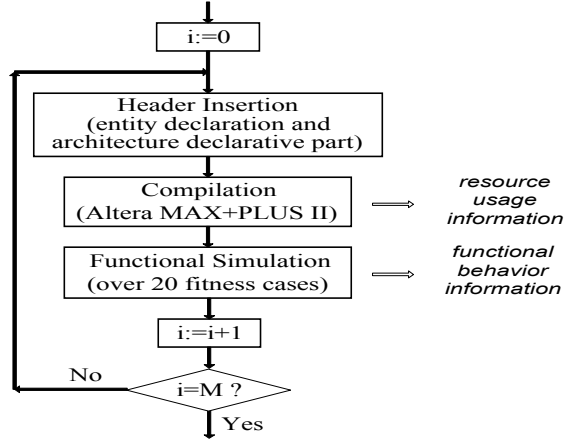 i:=0
Header Insertion
(entity declaration and
architecture declarative part)
Compilation
(Altera MAX+PLUS II)
resource
usage
information
Functional Simulation
(over 20 fitness cases)
functional
behavior
information
i:=i+1
No
i=M ?
Yes